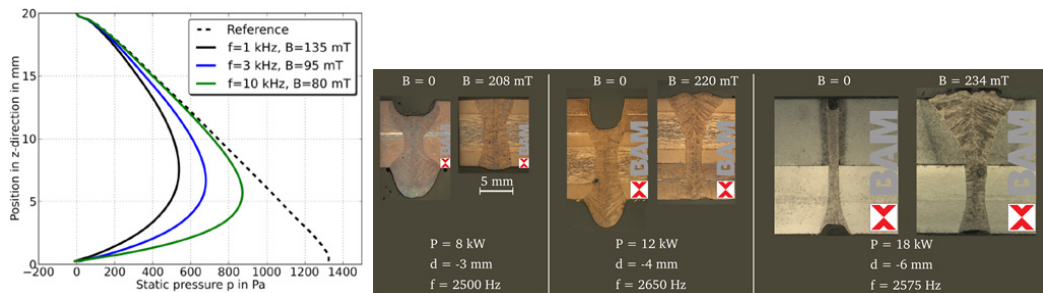 20
15
10
5
0
Position in z-direction in mm
Reference
f=1 kHz, B=135 mT
f=3 kHz, B=95 mT
f=10 kHz, B=80 mT
−200 0 200 400 600 800 1000 1200 1400
Static pressure p in Pa
B = 0 B = 208 mT
BAM
5 mm
P = 8 kW
d = -3 mm
f = 2500 Hz
B = 0 B = 220 mT
BAM BAM
P = 12 kW
d = -4 mm
f = 2650 Hz
B = 0 B = 234 mT
BAM BAM
P = 18 kW
d = -6 mm
f = 2575 Hz